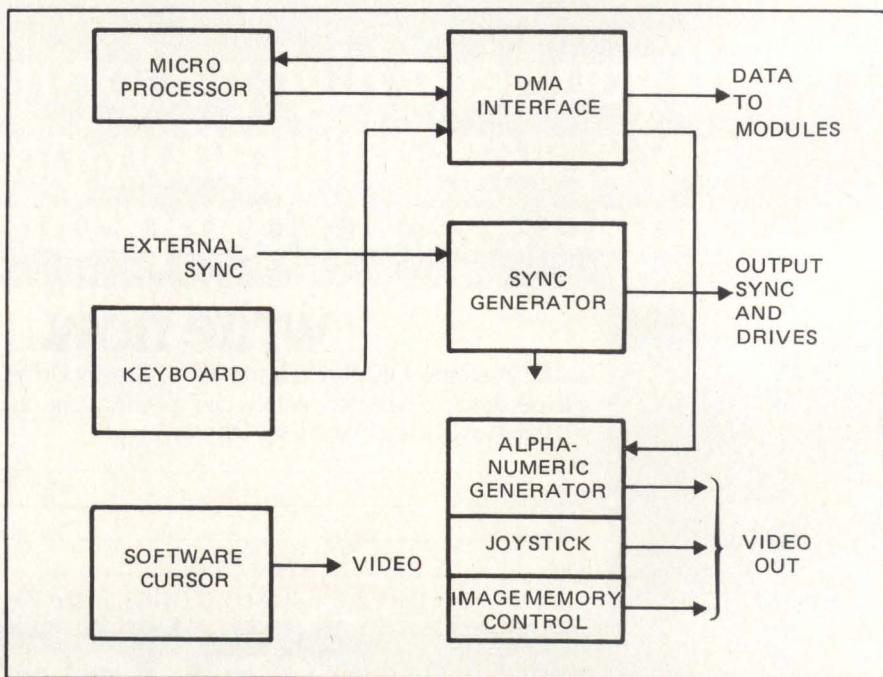 MICRO
PROCESSOR
DMA
INTERFACE
DATA
TO
MODULES
EXTERNAL
SYNC
SYNC
GENERATOR
OUTPUT
SYNC
AND
DRIVES
KEYBOARD
ALPHA-
NUMERIC
GENERATOR
SOFTWARE
CURSOR
VIDEO
JOYSTICK
IMAGE MEMORY
CONTROL
VIDEO
OUT